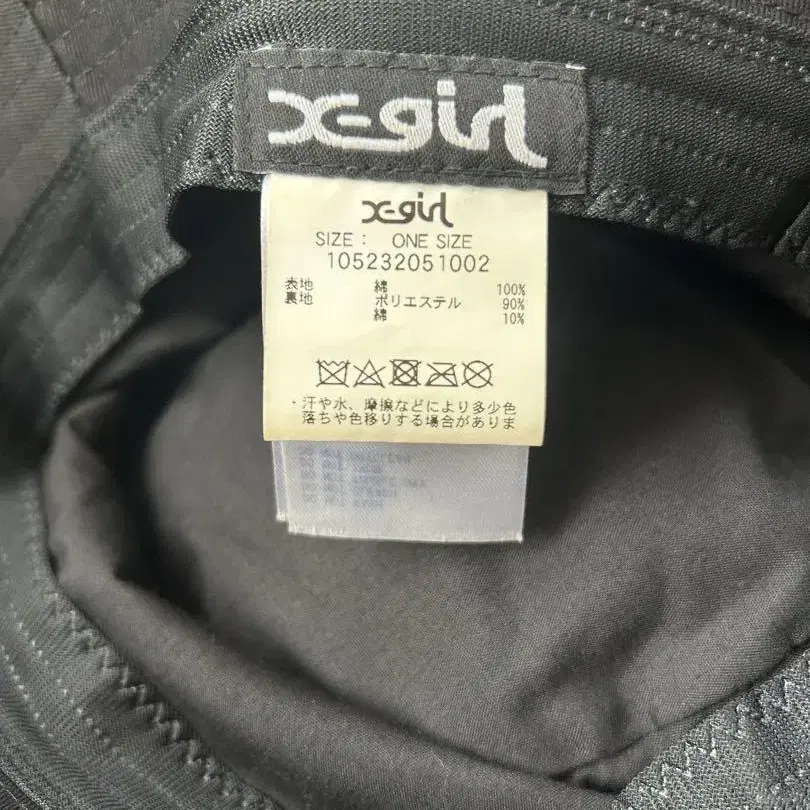 X-girl
X-girl
SIZE : ONE SIZE
105232051002
表地 綿 100%
裏地 ポリエステル 90%
綿 10%
・汗や水、摩擦などにより多少色
落ちや色移りする場合がありま